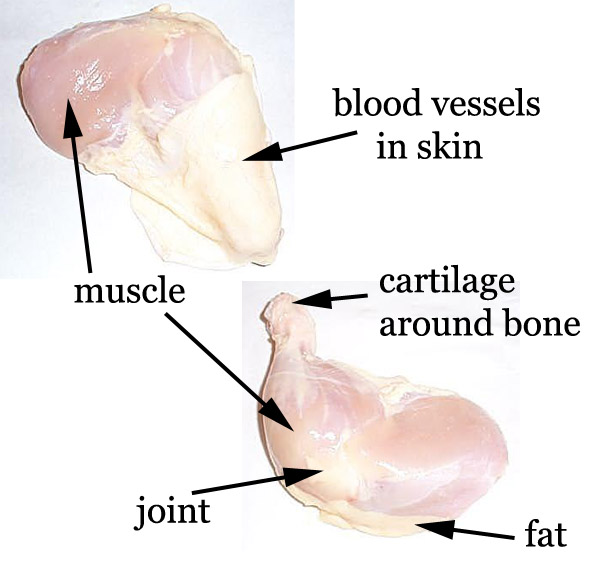 blood vessels
in skin
muscle
cartilage
around bone
joint
fat